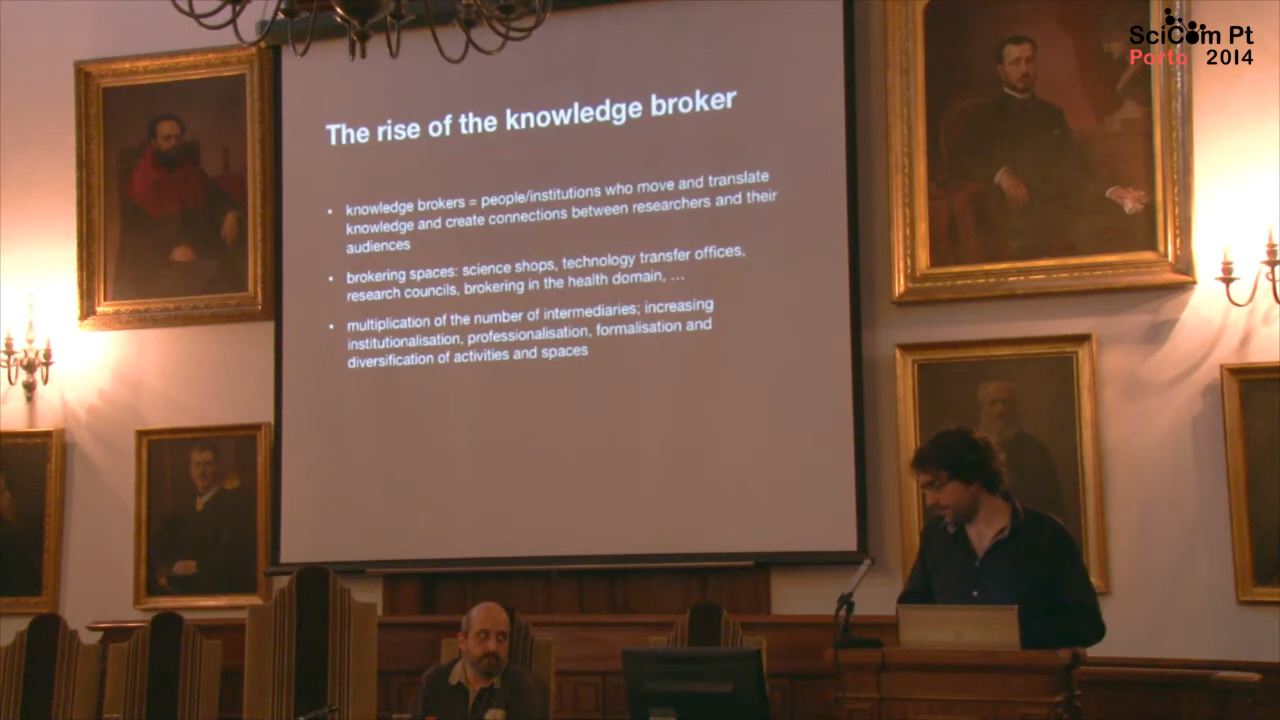 SciCom Pt
Porto 2014
The rise of the knowledge broker
• knowledge brokers = people/institutions who move and translate
knowledge and create connections between researchers and their
audiences
• brokering spaces: science shops, technology transfer offices,
research councils, brokering in the health domain, …
• multiplication of the number of intermediaries; increasing
institutionalisation, professionalisation, formalisation and
diversification of activities and spaces